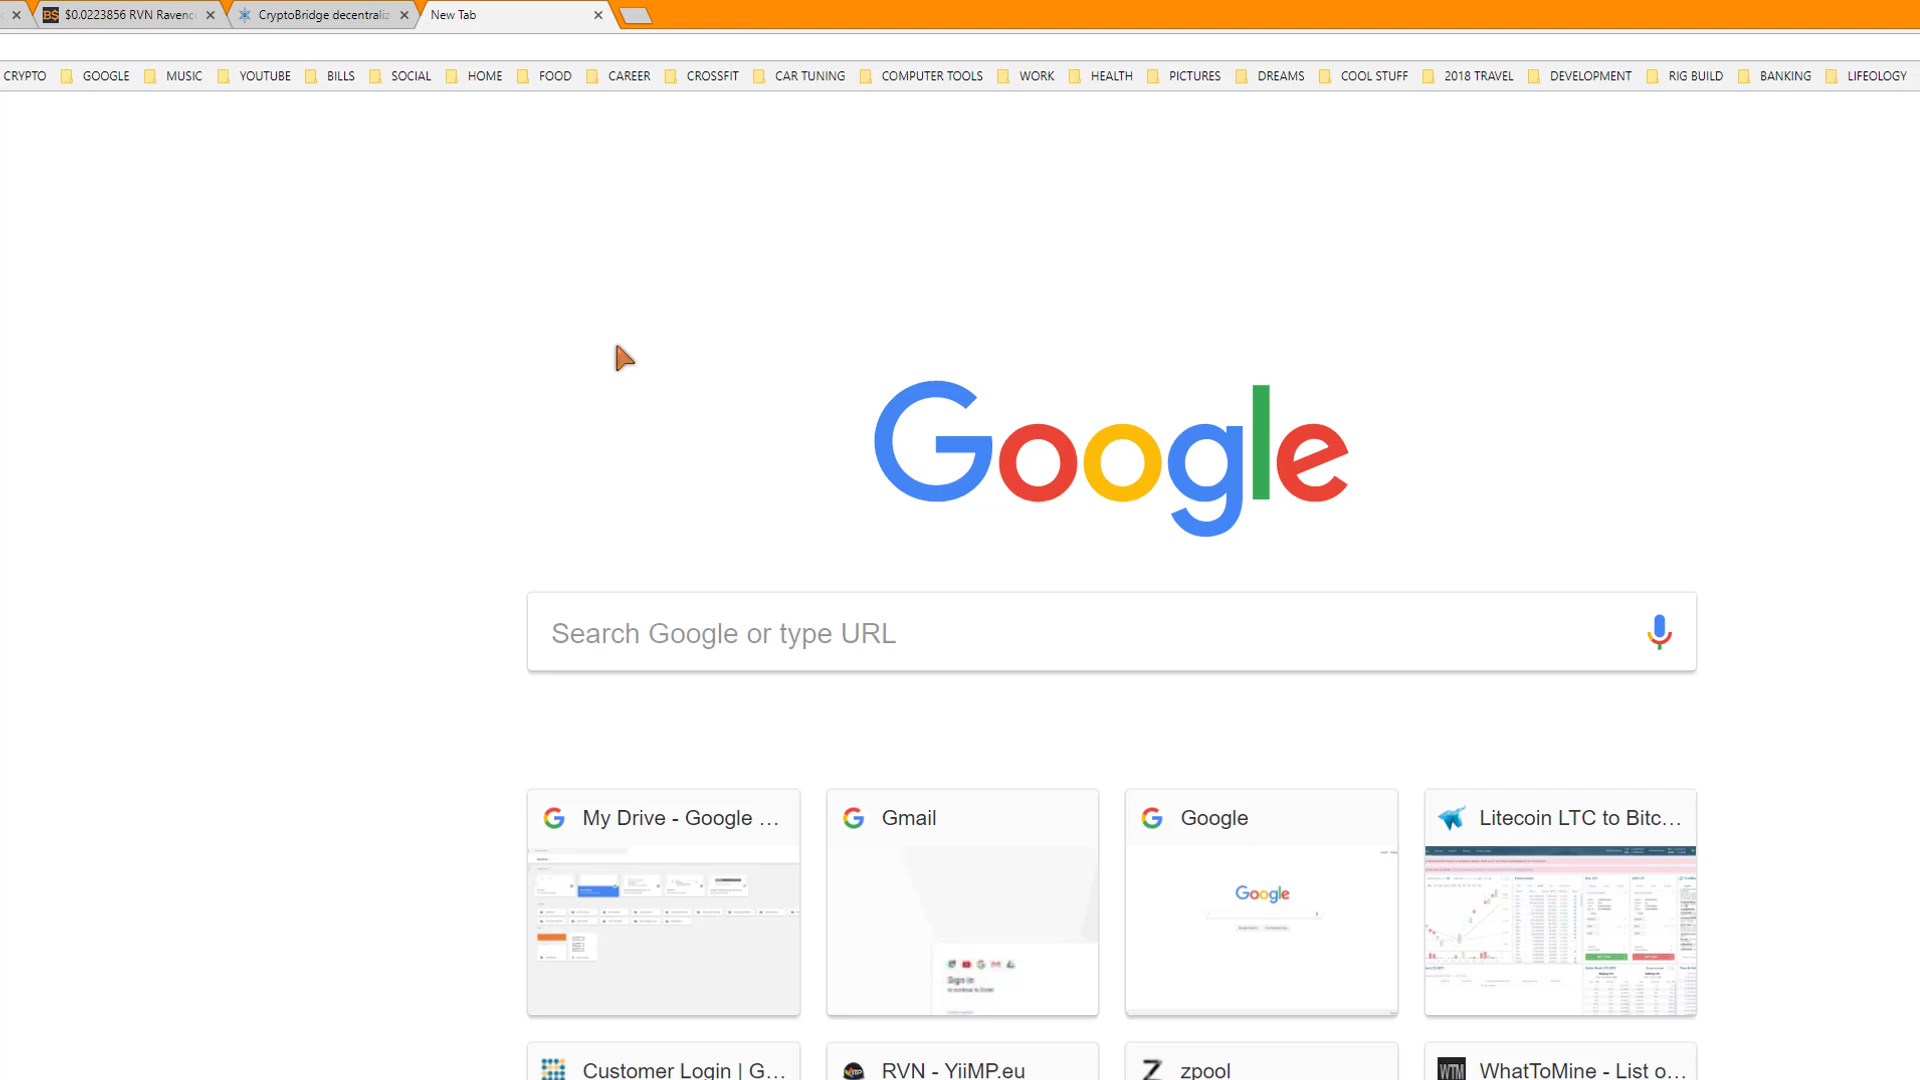 $0.0223856 RVN Ravenc
CryptoBridge decentraliz
New Tab
CRYPTO GOOGLE MUSIC YOUTUBE BILLS SOCIAL HOME FOOD CAREER CROSSFIT CAR TUNING COMPUTER TOOLS WORK HEALTH PICTURES DREAMS COOL STUFF 2018 TRAVEL DEVELOPMENT RIG BUILD BANKING LIFEOLOGY
Google
Search Google or type URL
My Drive - Google ...
Gmail
Google
Litecoin LTC to Bitc...
Google
Sign in
Customer Login | G...
RVN - YiiMP.eu
zpool
WhatToMine - List o...